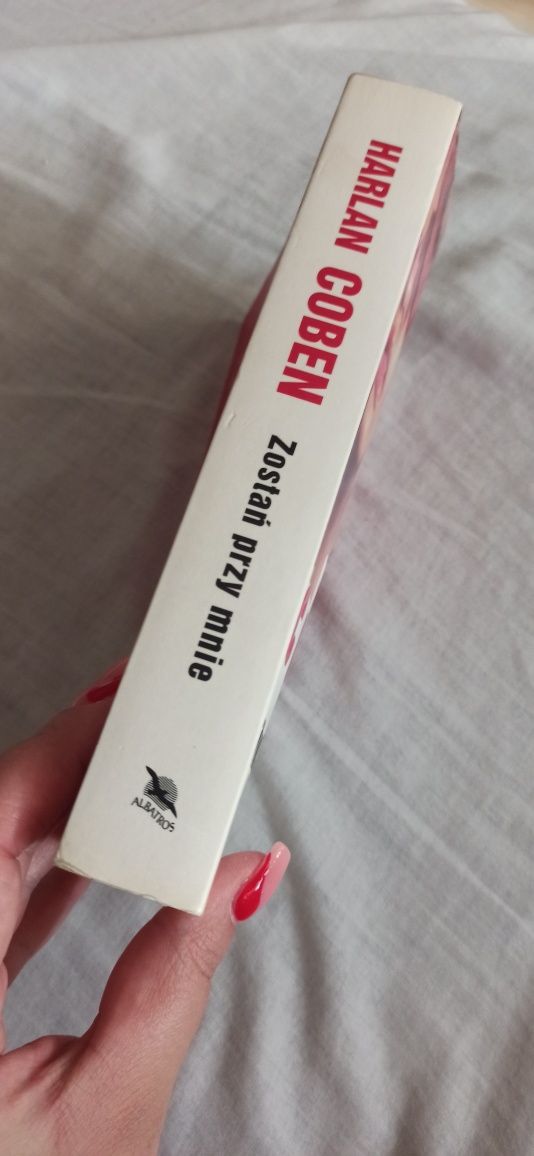 HARLAN COBEN
Zostań przy mnie
ALBATROS